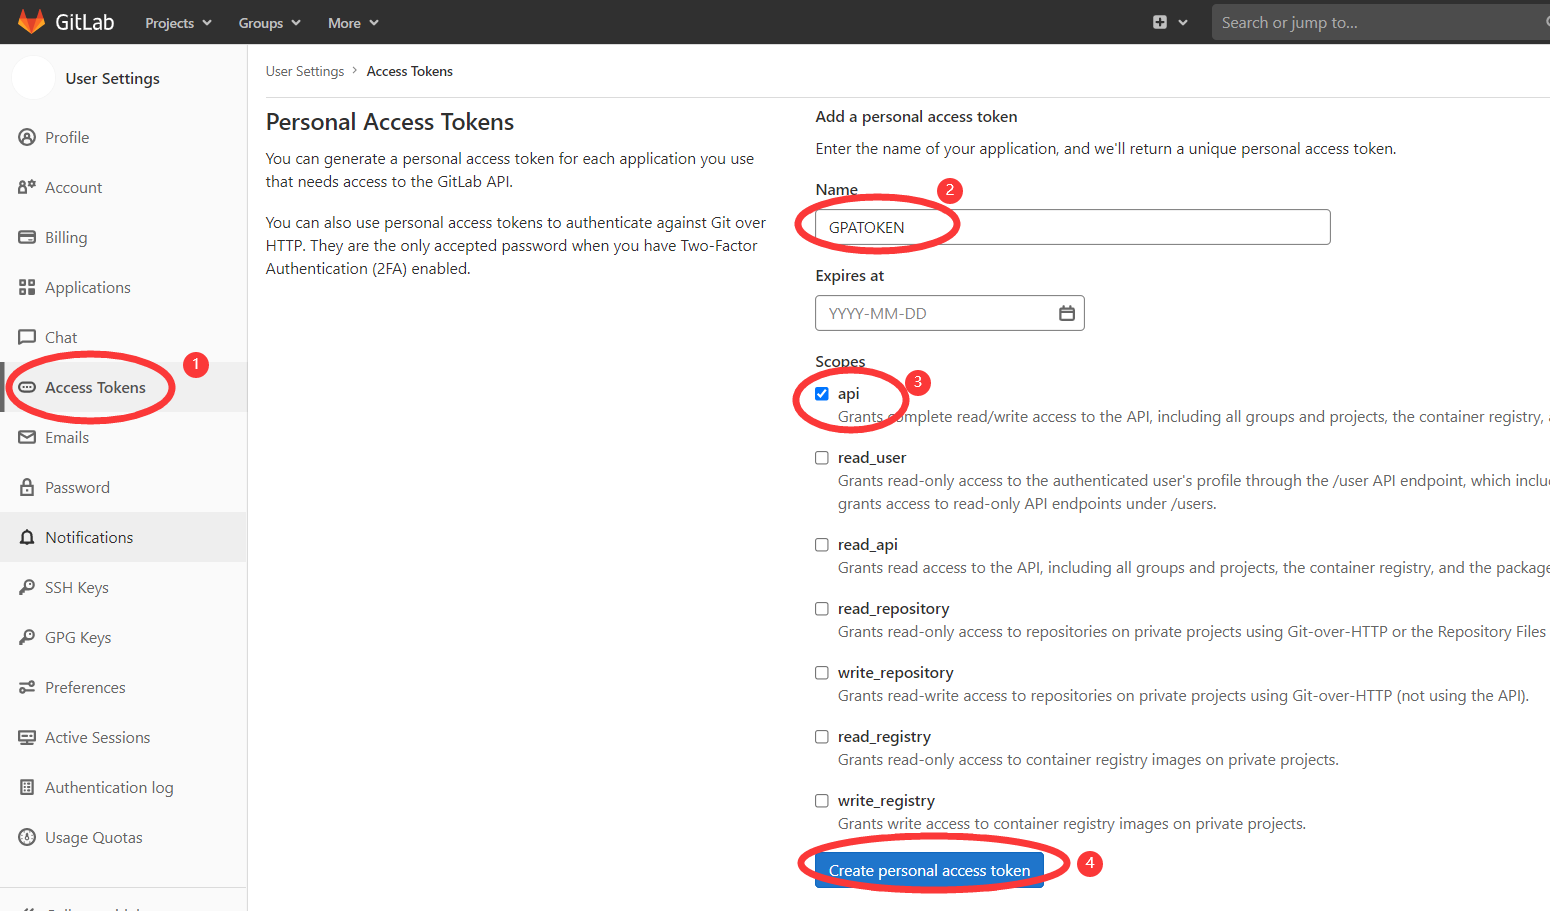 GitLab Projects Groups More Search or jump to...
User Settings
Profile
Account
Billing
Applications
Chat
1
Access Tokens
Emails
Password
Notifications
SSH Keys
GPG Keys
Preferences
Active Sessions
Authentication log
Usage Quotas
User Settings > Access Tokens
Personal Access Tokens
You can generate a personal access token for each application you use
that needs access to the GitLab API.
You can also use personal access tokens to authenticate against Git over
HTTP. They are the only accepted password when you have Two-Factor
Authentication (2FA) enabled.
Add a personal access token
Enter the name of your application, and we'll return a unique personal access token.
Name
2
GPATOKEN
Expires at
YYYY-MM-DD
Scopes
api
3
Grants complete read/write access to the API, including all groups and projects, the container registry,
read_user
Grants read-only access to the authenticated user's profile through the /user API endpoint, which inclu
grants access to read-only API endpoints under /users.
read_api
Grants read access to the API, including all groups and projects, the container registry, and the package
read_repository
Grants read-only access to repositories on private projects using Git-over-HTTP or the Repository Files
write_repository
Grants read-write access to repositories on private projects using Git-over-HTTP (not using the API).
read_registry
Grants read-only access to container registry images on private projects.
write_registry
Grants write access to container registry images on private projects.
Create personal access token
4